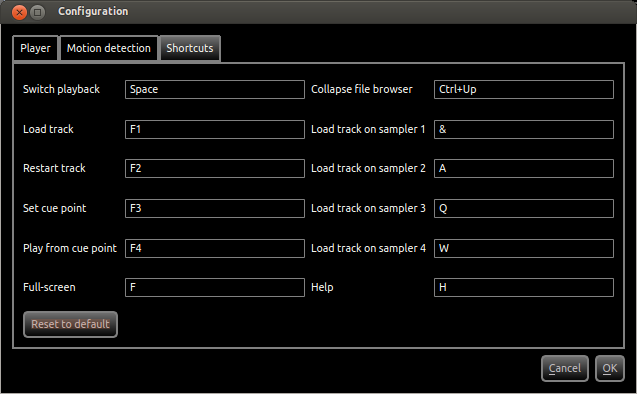 Configuration
Player Motion detection Shortcuts
Switch playback Space Collapse file browser Ctrl+Up
Load track F1 Load track on sampler 1 &
Restart track F2 Load track on sampler 2 A
Set cue point F3 Load track on sampler 3 Q
Play from cue point F4 Load track on sampler 4 W
Full-screen F Help H
Reset to default
Cancel OK